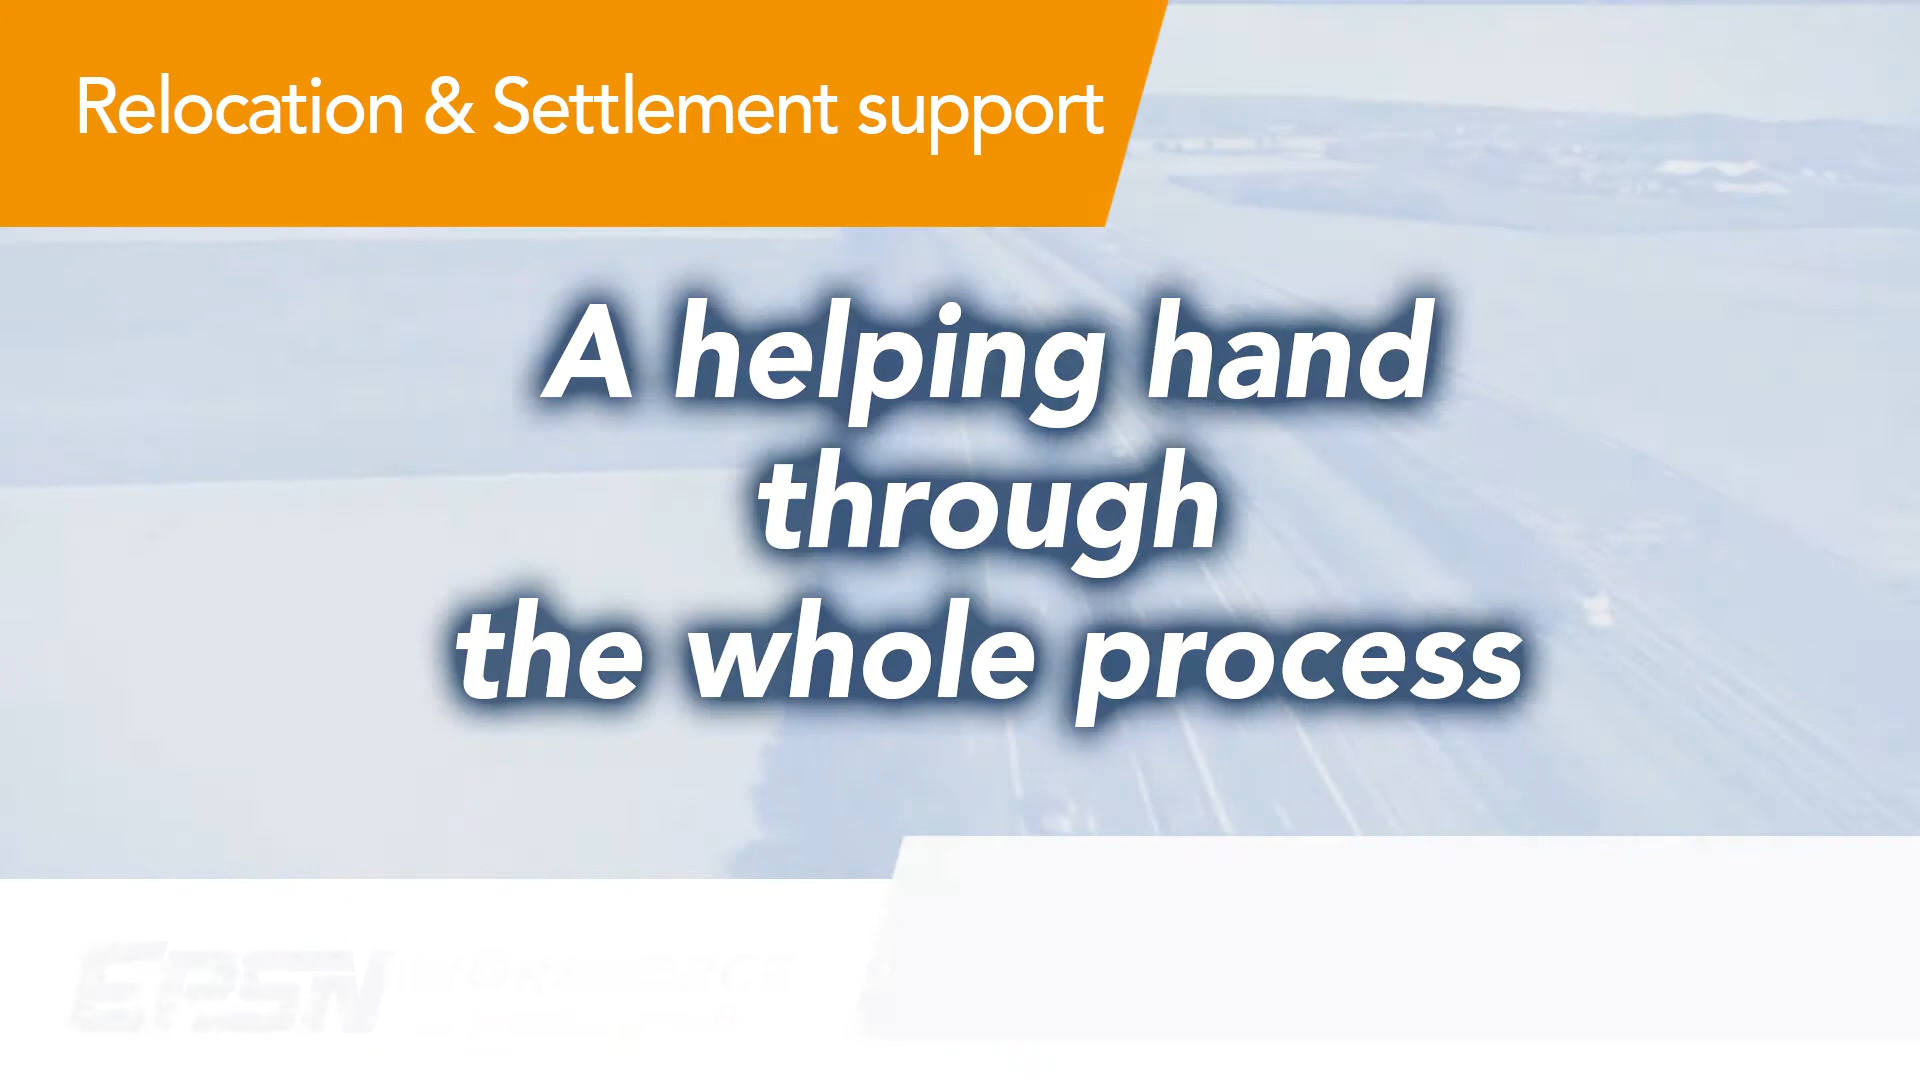 Relocation & Settlement support
A helping hand
through
the whole process
EPSN